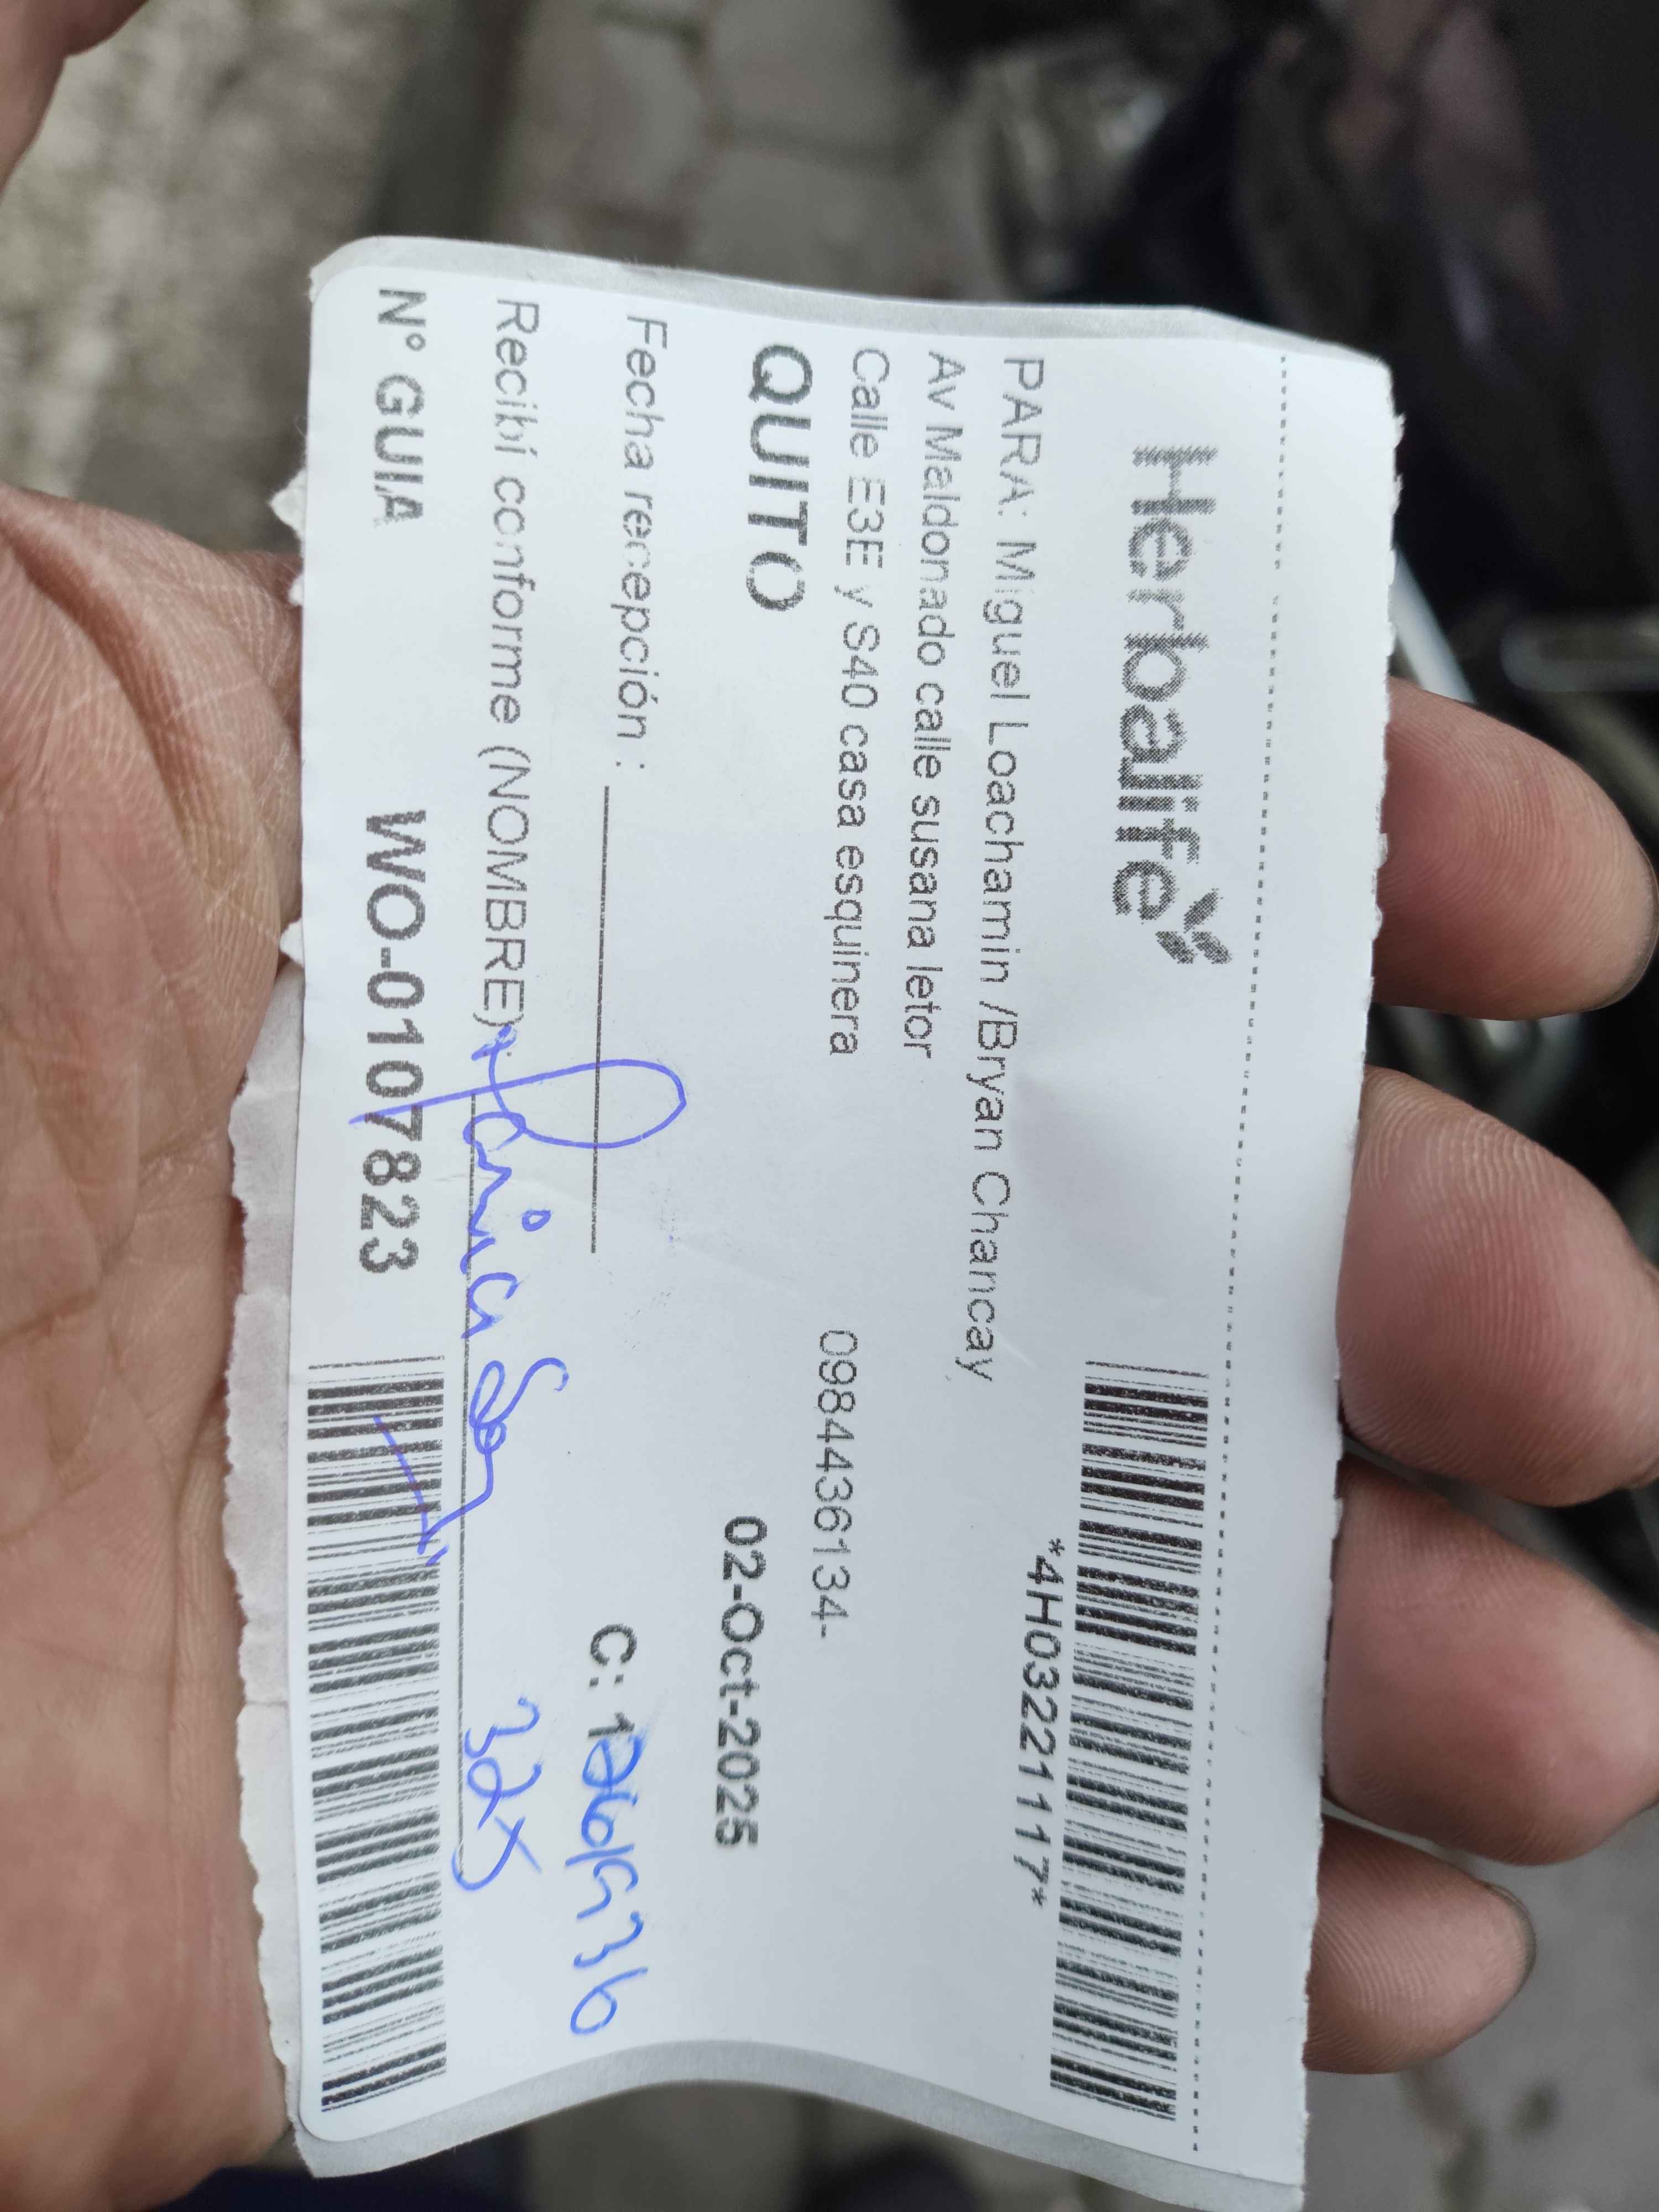 Herbalife
*4H03221117*
PARA: Miguel Loachamin /Bryan Chancay
Av Maldonado calle susana letor
Calle E3E y S40 casa esquinera 0984436134-
QUITO 02-Oct-2025
Fecha recepción : C: 1
Recibí conforme (NOMBRE):
N° GUIA WO-0107823